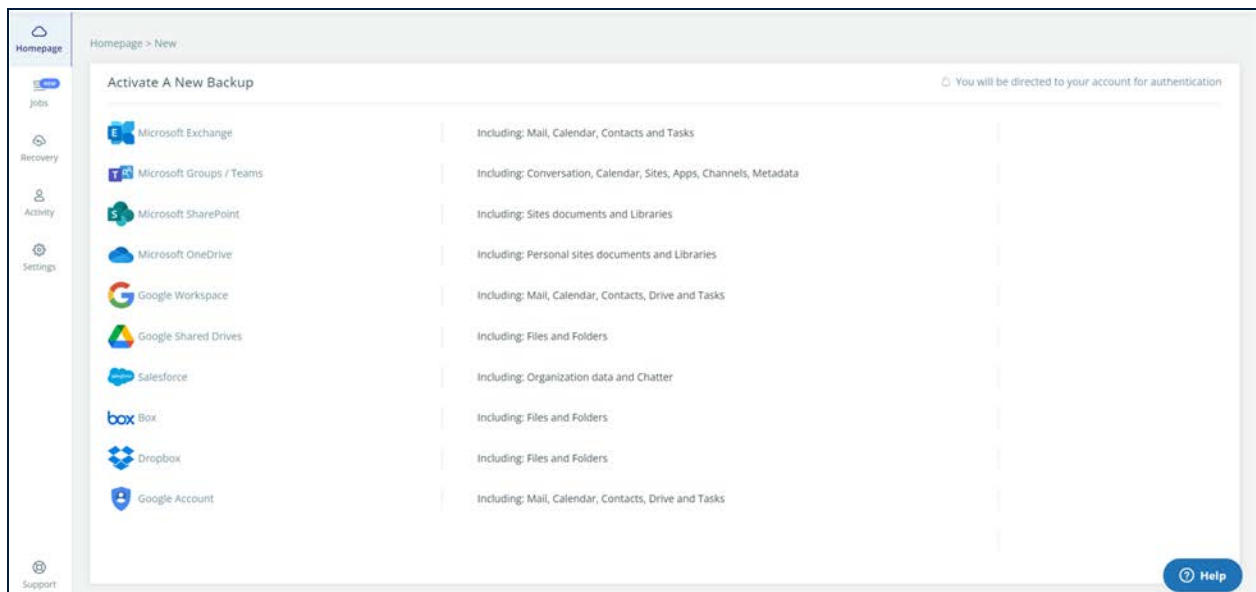 Homepage
Homepage > New
NEW
Jobs
Recovery
Activity
Settings
Support
Activate A New Backup
You will be directed to your account for authentication
E Microsoft Exchange
Including: Mail, Calendar, Contacts and Tasks
T Microsoft Groups / Teams
Including: Conversation, Calendar, Sites, Apps, Channels, Metadata
S Microsoft SharePoint
Including: Sites documents and Libraries
Microsoft OneDrive
Including: Personal sites documents and Libraries
Google Workspace
Including: Mail, Calendar, Contacts, Drive and Tasks
Google Shared Drives
Including: Files and Folders
salesforce Salesforce
Including: Organization data and Chatter
box Box
Including: Files and Folders
Dropbox
Including: Files and Folders
Google Account
Including: Mail, Calendar, Contacts, Drive and Tasks
Help